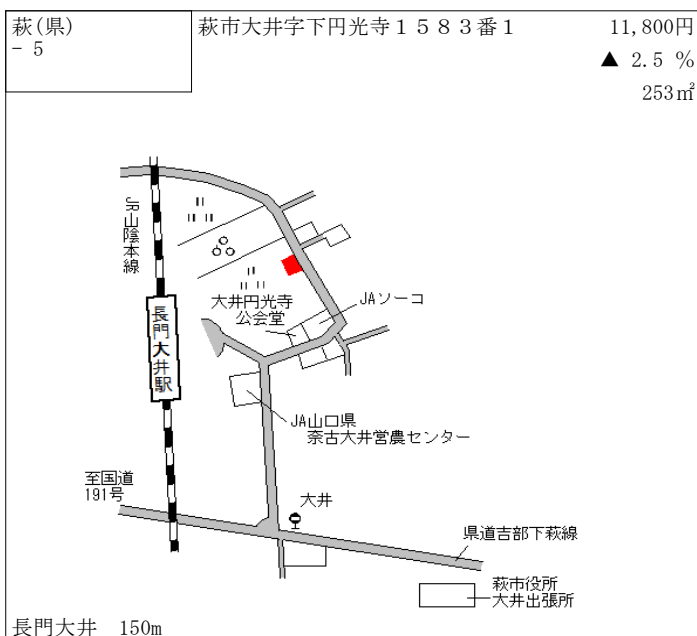 萩(県)
- 5
萩市大井字下円光寺１５８３番１
11,800円
▲ 2.5 %
253㎡
JR山陰本線
長門大井駅
大井円光寺
公会堂
JAソーコ
JA山口県
奈古大井営農センター
至国道
191号
大井
県道吉部下萩線
萩市役所
大井出張所
長門大井　150m